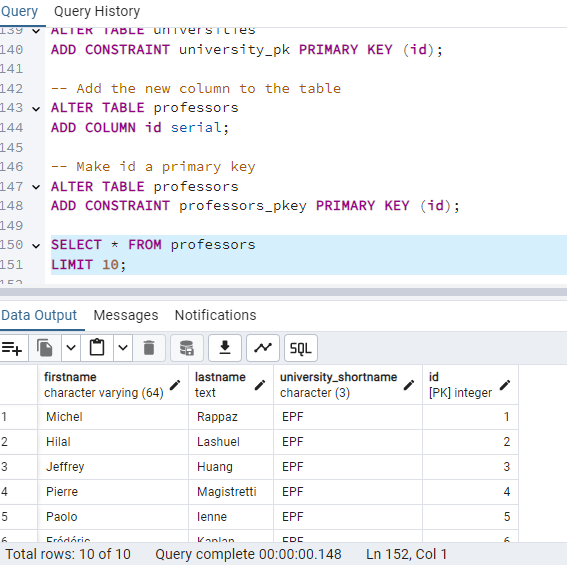 Query Query History
139 ALTER TABLE universities
140 ADD CONSTRAINT university_pk PRIMARY KEY (id);
141
142 -- Add the new column to the table
143 ALTER TABLE professors
144 ADD COLUMN id serial;
145
146 -- Make id a primary key
147 ALTER TABLE professors
148 ADD CONSTRAINT professors_pkey PRIMARY KEY (id);
149
150 SELECT * FROM professors
151 LIMIT 10;
152
Data Output Messages Notifications
SQL
firstname lastname university_shortname id
character varying (64) text character (3) [PK] integer
1 Michel Rappaz EPF 1
2 Hilal Lashuel EPF 2
3 Jeffrey Huang EPF 3
4 Pierre Magistretti EPF 4
5 Paolo Ienne EPF 5
6 Frédéric Kaplan EPF 6
Total rows: 10 of 10 Query complete 00:00:00.148 Ln 152, Col 1